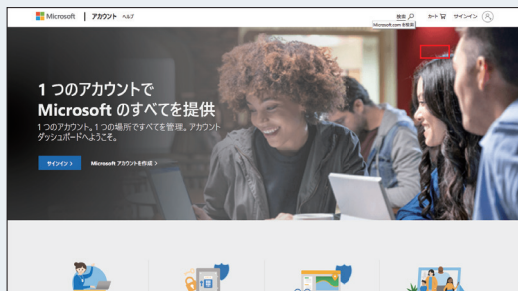 Microsoft
アカウント
ヘルプ
検索
カート
サインイン
Microsoft.com を検索
1 つのアカウントで
Microsoft のすべてを提供
1 つのアカウント。1 つの場所ですべてを管理。アカウント
ダッシュボードへようこそ。
サインイン >
Microsoft アカウントを作成 >